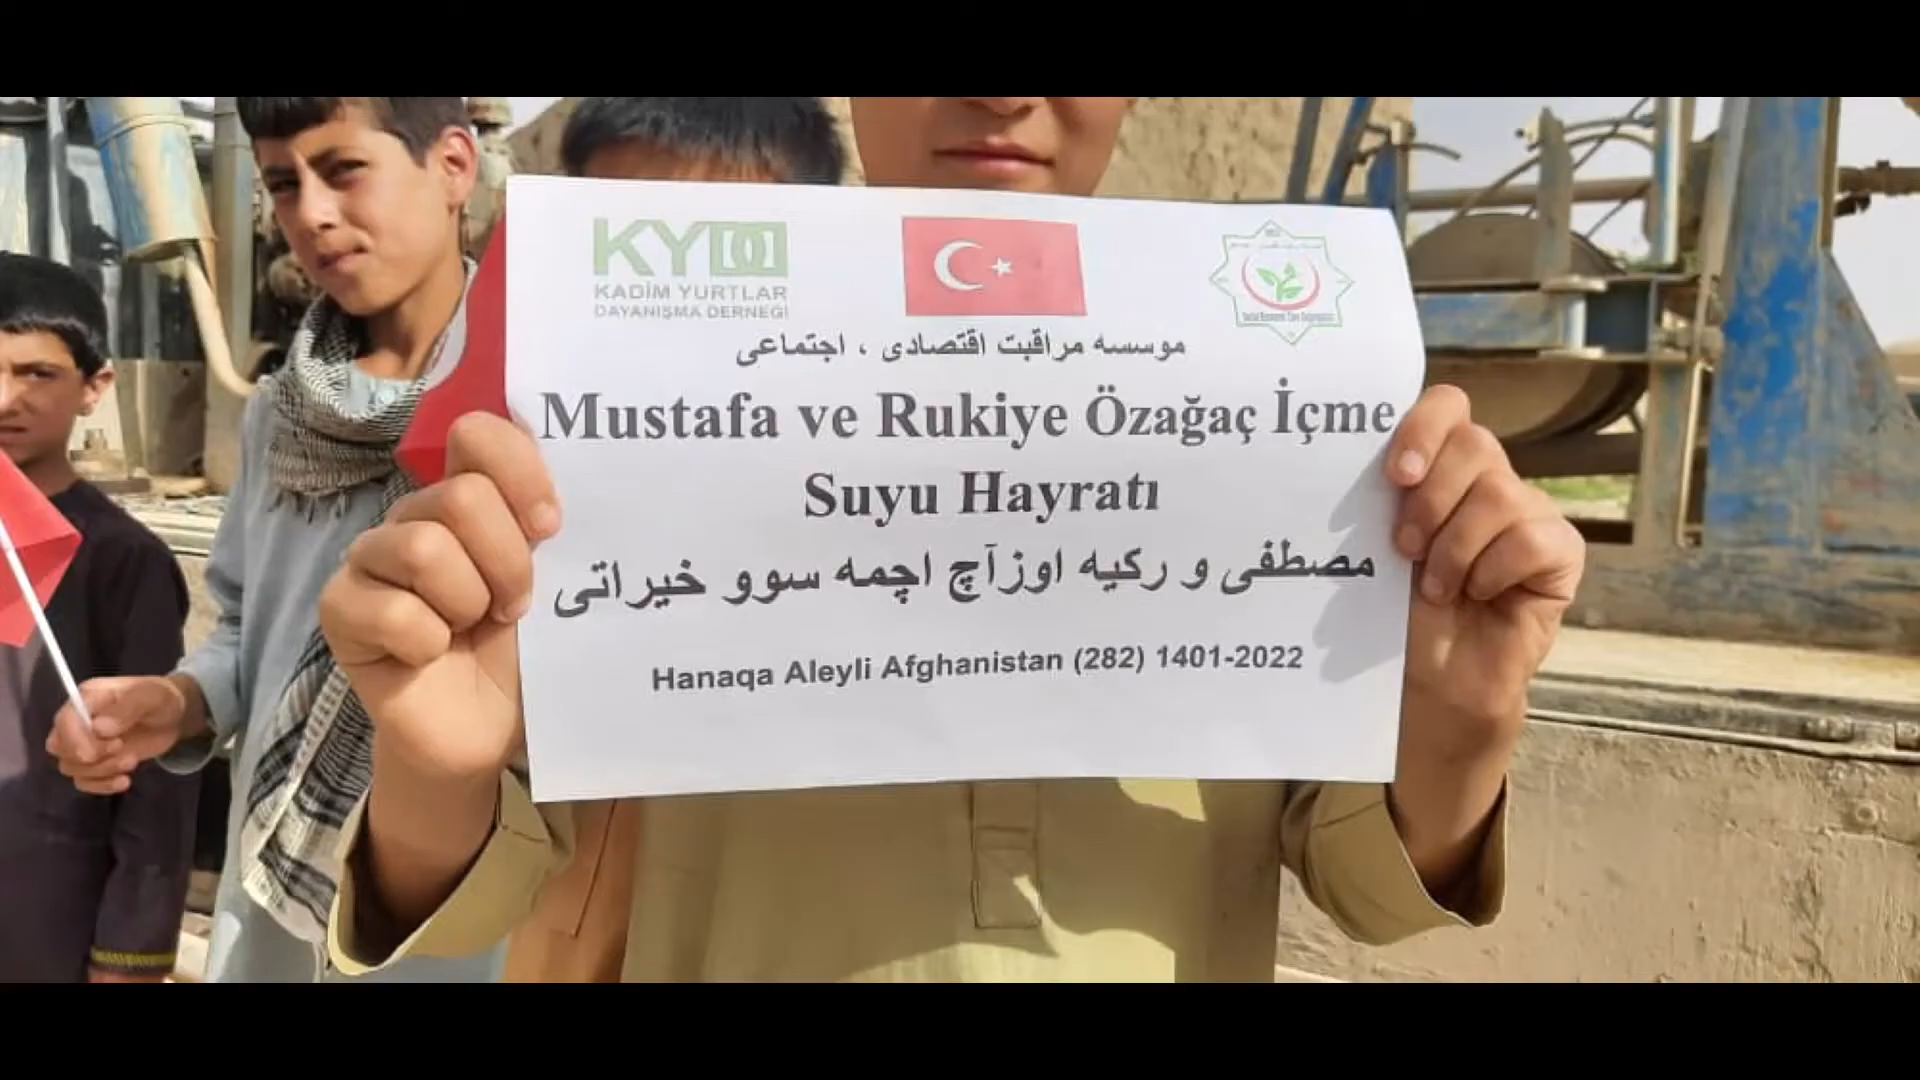 KYDD
KADİM YURTLAR
DAYANIŞMA DERNEĞİ
موسسه مراقبت اقتصادی ، اجتماعی
Mustafa ve Rukiye Özağaç İçme
Suyu Hayratı
مصطفی و رکیه اوزآچ اچمه سوو خیراتی
Hanaqa Aleyli Afghanistan (282) 1401-2022